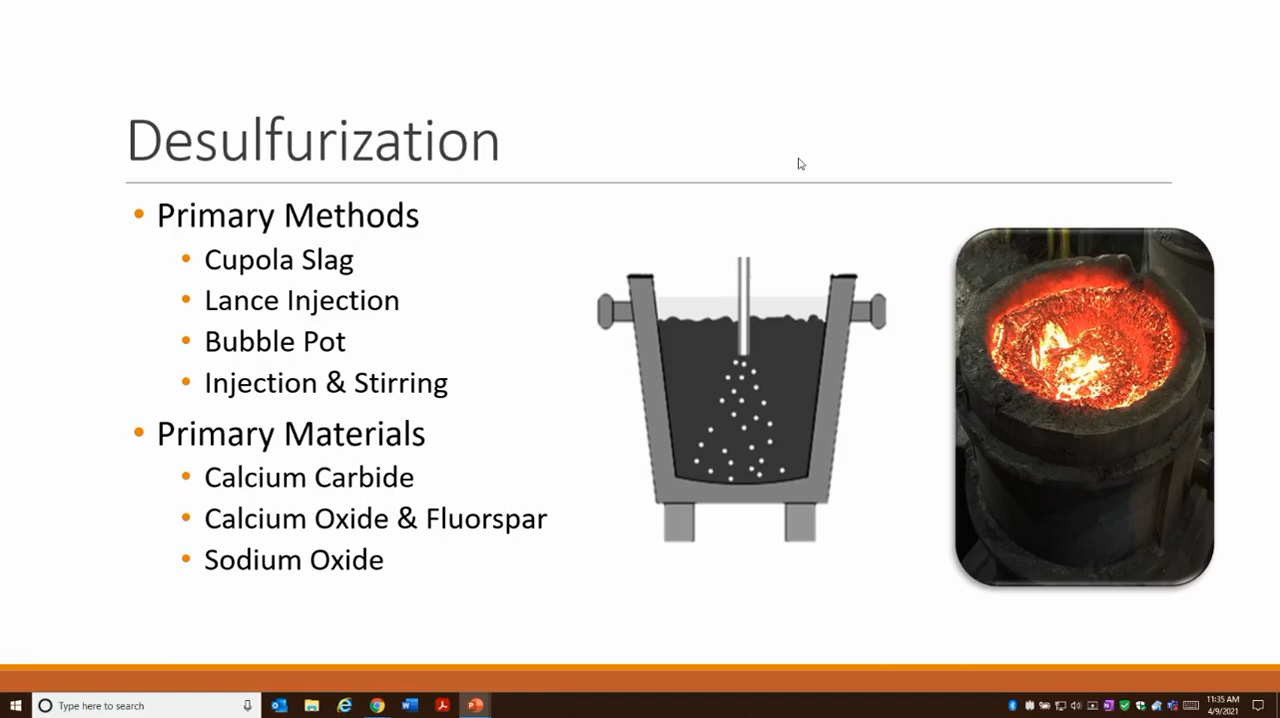 Desulfurization
• Primary Methods
• Cupola Slag
• Lance Injection
• Bubble Pot
• Injection & Stirring
• Primary Materials
• Calcium Carbide
• Calcium Oxide & Fluorspar
• Sodium Oxide
Type here to search
11:35 AM
4/9/2021